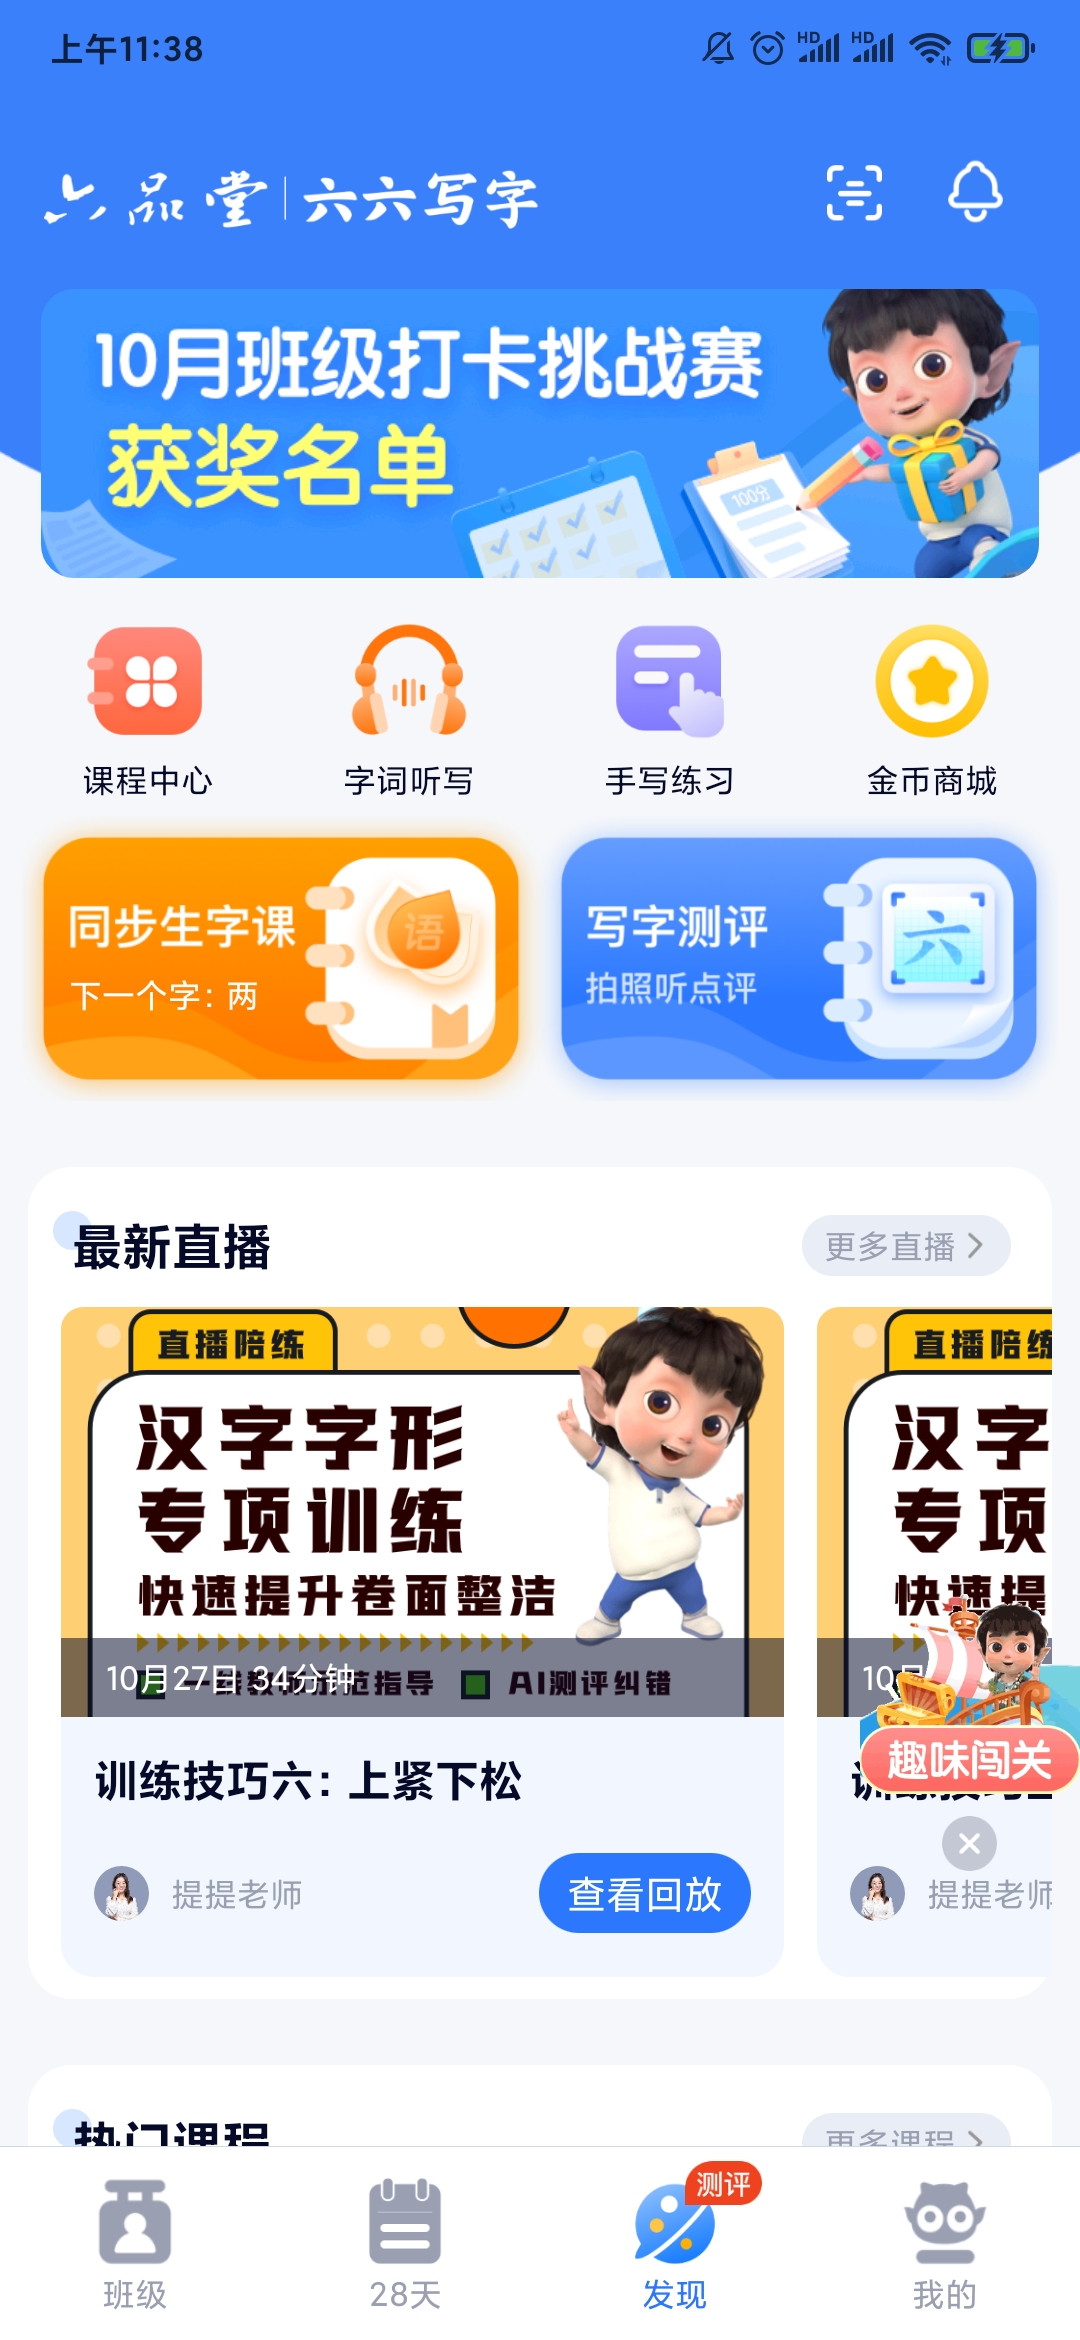 上午11:38
HD HD
六品堂 六六写字
10月班级打卡挑战赛
获奖名单
100分
课程中心 字词听写 手写练习 金币商城
同步生字课
下一个字：两
语
写字测评
拍照听点评
六
最新直播 更多直播
直播陪练
汉字字形
专项训练
快速提升卷面整洁
10月27日 34分钟
范指导 AI测评纠错
训练技巧六：上紧下松
提提老师 查看回放
直播陪练
汉字
专项
快速提
10月
趣味闯关
提提老师
热门课程 更多课程
测评
班级 28天 发现 我的